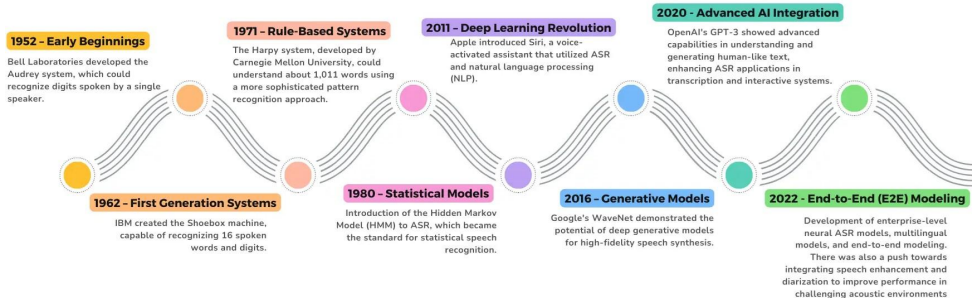 1952 – Early Beginnings
Bell Laboratories developed the
Audrey system, which could
recognize digits spoken by a single
speaker.
1962 – First Generation Systems
IBM created the Shoebox machine,
capable of recognizing 16 spoken
words and digits.
1971 – Rule-Based Systems
The Harpy system, developed by
Carnegie Mellon University, could
understand about 1,011 words using
a more sophisticated pattern
recognition approach.
1980 – Statistical Models
Introduction of the Hidden Markov
Model (HMM) to ASR, which became
the standard for statistical speech
recognition.
2011 – Deep Learning Revolution
Apple introduced Siri, a voice-
activated assistant that utilized ASR
and natural language processing
(NLP).
2016 – Generative Models
Google's WaveNet demonstrated the
potential of deep generative models
for high-fidelity speech synthesis.
2020 - Advanced AI Integration
OpenAI's GPT-3 showed advanced
capabilities in understanding and
generating human-like text,
enhancing ASR applications in
transcription and interactive systems.
2022 - End-to-End (E2E) Modeling
Development of enterprise-level
neural ASR models, multilingual
models, and end-to-end modeling.
There was also a push towards
integrating speech enhancement and
diarization to improve performance in
challenging acoustic environments